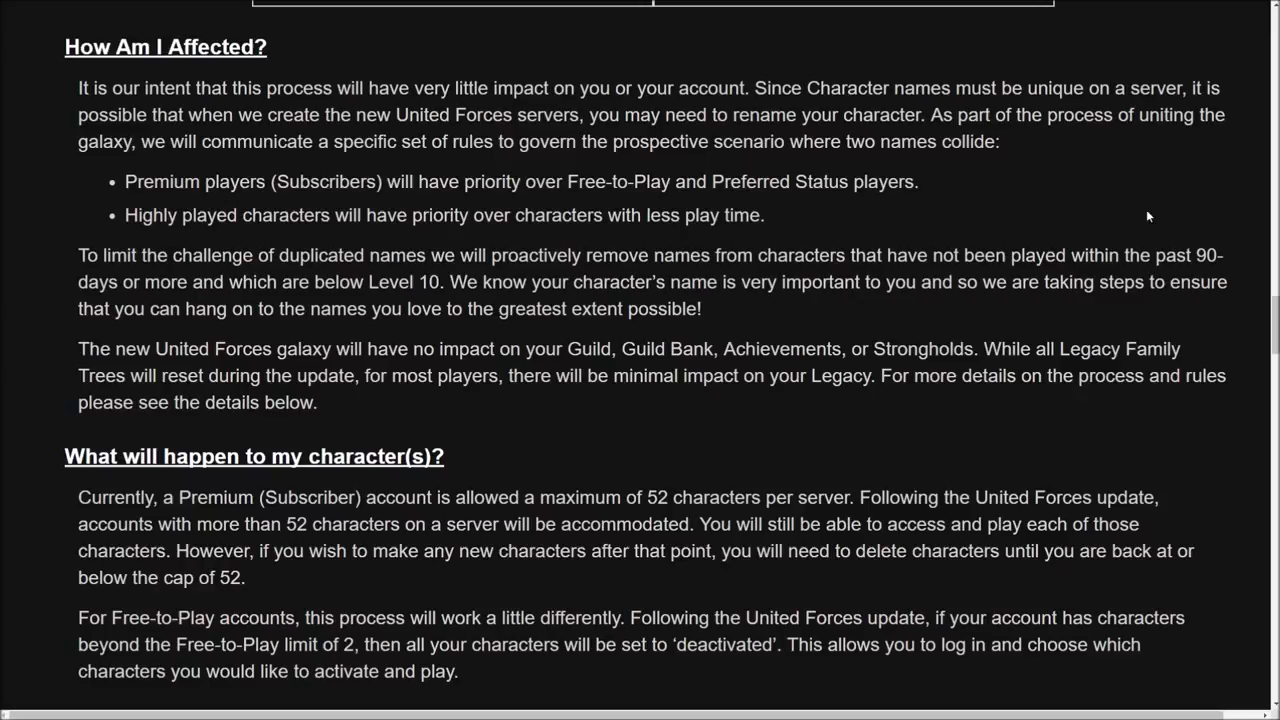 How Am I Affected?
It is our intent that this process will have very little impact on you or your account. Since Character names must be unique on a server, it is
possible that when we create the new United Forces servers, you may need to rename your character. As part of the process of uniting the
galaxy, we will communicate a specific set of rules to govern the prospective scenario where two names collide:
• Premium players (Subscribers) will have priority over Free-to-Play and Preferred Status players.
• Highly played characters will have priority over characters with less play time.
To limit the challenge of duplicated names we will proactively remove names from characters that have not been played within the past 90-
days or more and which are below Level 10. We know your character’s name is very important to you and so we are taking steps to ensure
that you can hang on to the names you love to the greatest extent possible!
The new United Forces galaxy will have no impact on your Guild, Guild Bank, Achievements, or Strongholds. While all Legacy Family
Trees will reset during the update, for most players, there will be minimal impact on your Legacy. For more details on the process and rules
please see the details below.
What will happen to my character(s)?
Currently, a Premium (Subscriber) account is allowed a maximum of 52 characters per server. Following the United Forces update,
accounts with more than 52 characters on a server will be accommodated. You will still be able to access and play each of those
characters. However, if you wish to make any new characters after that point, you will need to delete characters until you are back at or
below the cap of 52.
For Free-to-Play accounts, this process will work a little differently. Following the United Forces update, if your account has characters
beyond the Free-to-Play limit of 2, then all your characters will be set to ‘deactivated’. This allows you to log in and choose which
characters you would like to activate and play.